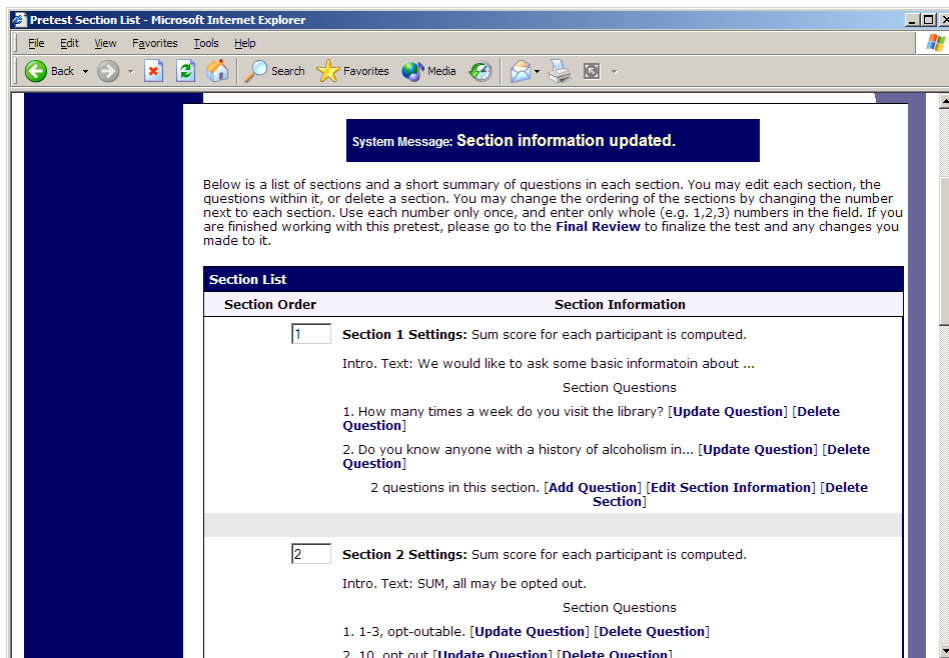 Pretest Section List - Microsoft Internet Explorer
File Edit View Favorites Tools Help
Back Search Favorites Media
System Message: Section information updated.
Below is a list of sections and a short summary of questions in each section. You may edit each section, the
questions within it, or delete a section. You may change the ordering of the sections by changing the number
next to each section. Use each number only once, and enter only whole (e.g. 1,2,3) numbers in the field. If you
are finished working with this pretest, please go to the Final Review to finalize the test and any changes you
made to it.
Section List
Section Order Section Information
1 Section 1 Settings: Sum score for each participant is computed.
Intro. Text: We would like to ask some basic informatoin about ...
Section Questions
1. How many times a week do you visit the library? [Update Question] [Delete
Question]
2. Do you know anyone with a history of alcoholism in... [Update Question] [Delete
Question]
2 questions in this section. [Add Question] [Edit Section Information] [Delete
Section]
2 Section 2 Settings: Sum score for each participant is computed.
Intro. Text: SUM, all may be opted out.
Section Questions
1. 1-3, opt-outable. [Update Question] [Delete Question]
2. 10, opt out [Update Question] [Delete Question]